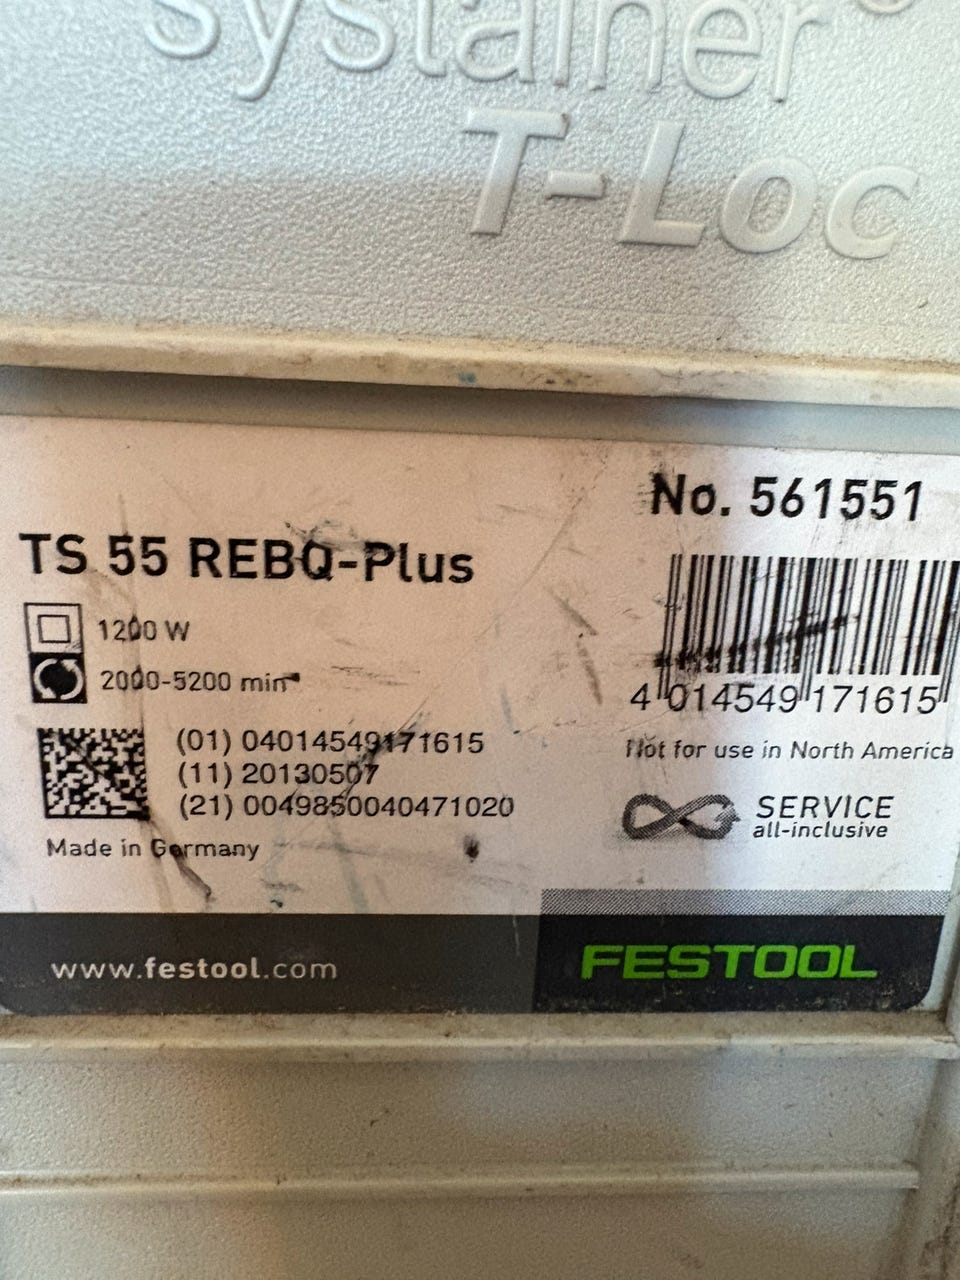 Systainer®
T-Loc
No. 561551
TS 55 REBQ-Plus
1200 W
2000-5200 min⁻¹
4 014549 171615
(01) 04014549171615
(11) 20130507
(21) 0049850040471020
Not for use in North America
SERVICE
all-inclusive
Made in Germany
www.festool.com
FESTOOL